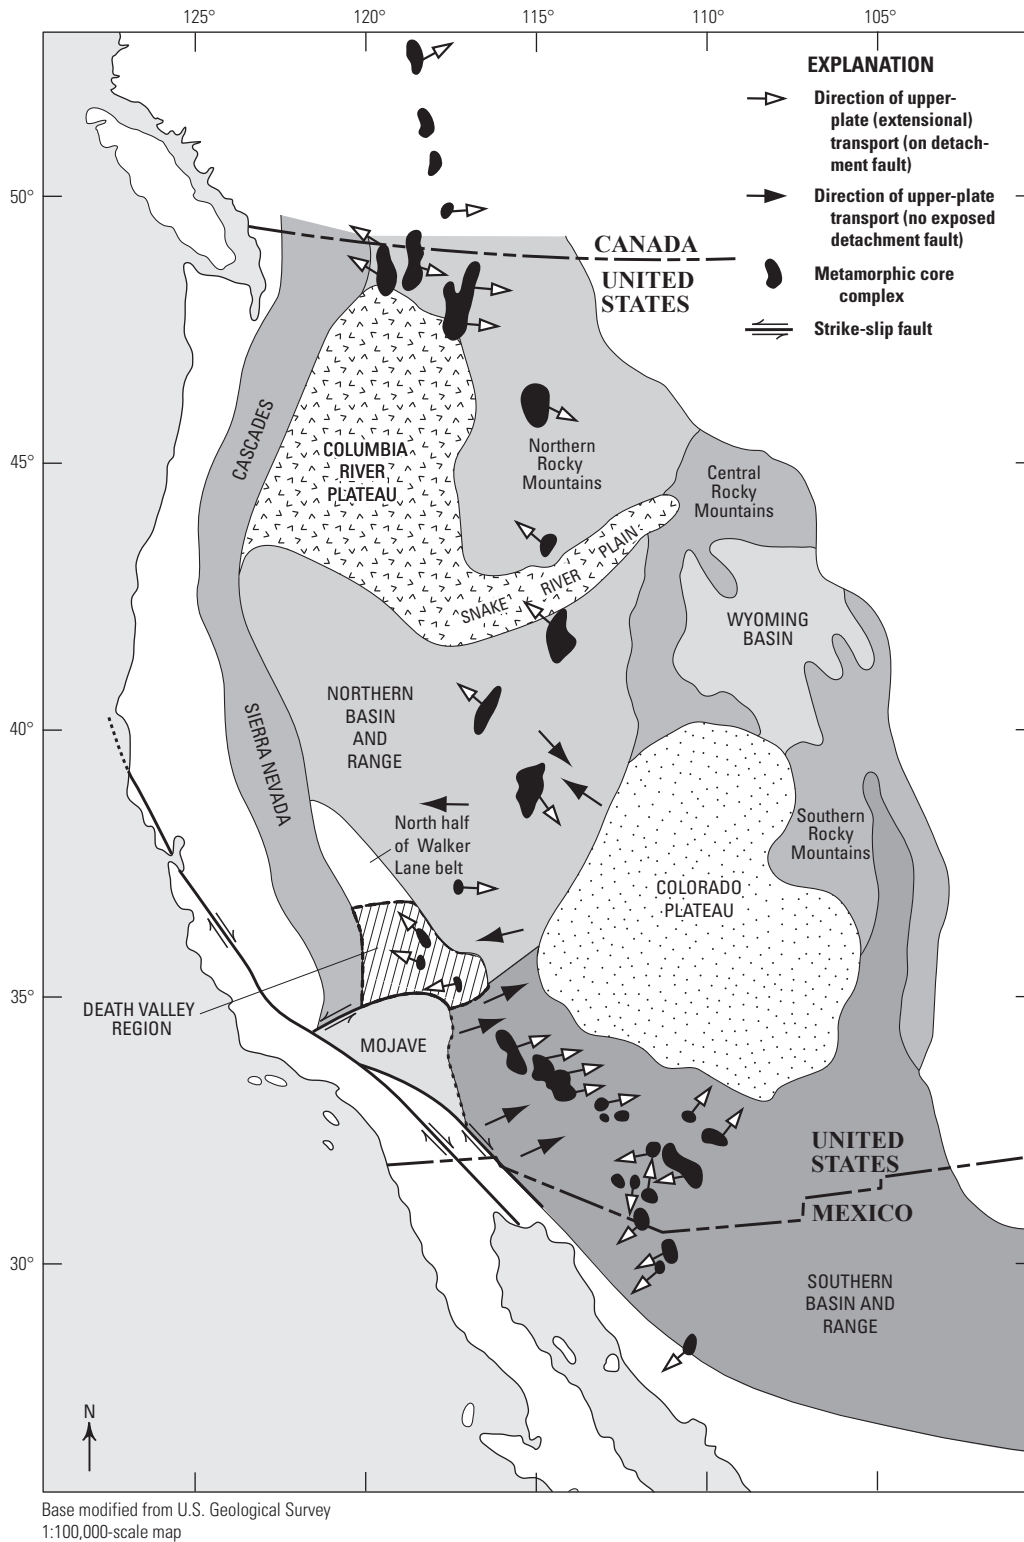 125°
120°
115°
110°
105°
EXPLANATION
Direction of upper-
plate (extensional)
transport (on detach-
ment fault)
Direction of upper-plate
transport (no exposed
detachment fault)
Metamorphic core
complex
Strike-slip fault
50°
CANADA
UNITED
STATES
CASCADES
COLUMBIA
RIVER
PLATEAU
Northern
Rocky
Mountains
45°
Central
Rocky
Mountains
SNAKE RIVER PLAIN
WYOMING
BASIN
NORTHERN
BASIN
AND
RANGE
SIERRA NEVADA
40°
North half
of Walker
Lane belt
Southern
Rocky
Mountains
COLORADO
PLATEAU
35°
DEATH VALLEY
REGION
MOJAVE
UNITED
STATES
MEXICO
30°
SOUTHERN
BASIN AND
RANGE
N
Base modified from U.S. Geological Survey
1:100,000-scale map